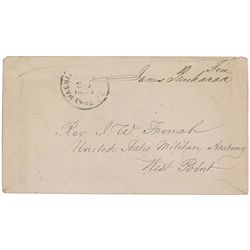 Free
James Buchanan
Rev. J W French
United States Military Academy
West Point